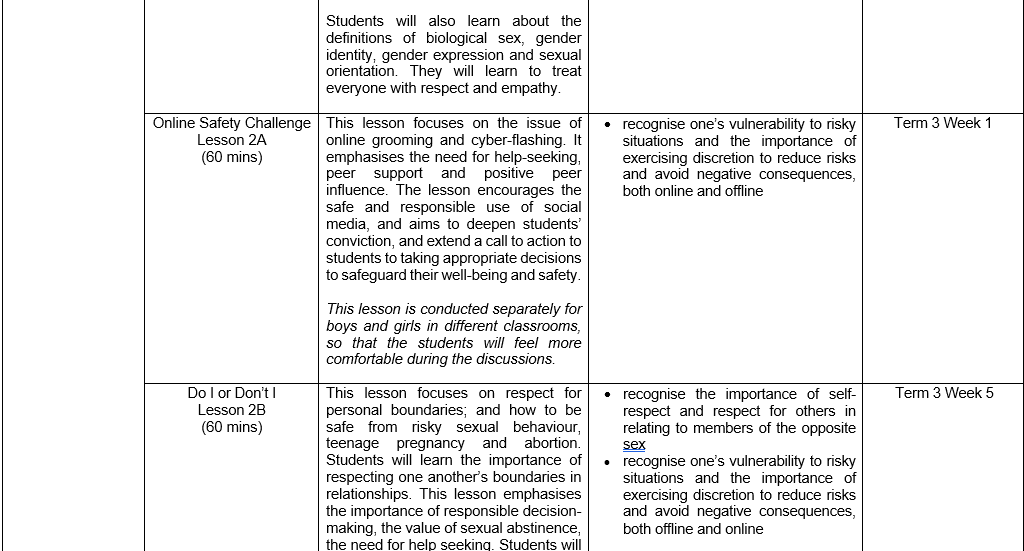 Students will also learn about the
definitions of biological sex, gender
identity, gender expression and sexual
orientation. They will learn to treat
everyone with respect and empathy.
Online Safety Challenge
Lesson 2A
(60 mins)
This lesson focuses on the issue of
online grooming and cyber-flashing. It
emphasises the need for help-seeking,
peer support and positive peer
influence. The lesson encourages the
safe and responsible use of social
media, and aims to deepen students’
conviction, and extend a call to action to
students to taking appropriate decisions
to safeguard their well-being and safety.
This lesson is conducted separately for
boys and girls in different classrooms,
so that the students will feel more
comfortable during the discussions.
• recognise one’s vulnerability to risky
situations and the importance of
exercising discretion to reduce risks
and avoid negative consequences,
both online and offline
Term 3 Week 1
Do I or Don’t I
Lesson 2B
(60 mins)
This lesson focuses on respect for
personal boundaries; and how to be
safe from risky sexual behaviour,
teenage pregnancy and abortion.
Students will learn the importance of
respecting one another’s boundaries in
relationships. This lesson emphasises
the importance of responsible decision-
making, the value of sexual abstinence,
the need for help seeking. Students will
• recognise the importance of self-
respect and respect for others in
relating to members of the opposite
sex
• recognise one’s vulnerability to risky
situations and the importance of
exercising discretion to reduce risks
and avoid negative consequences,
both offline and online
Term 3 Week 5